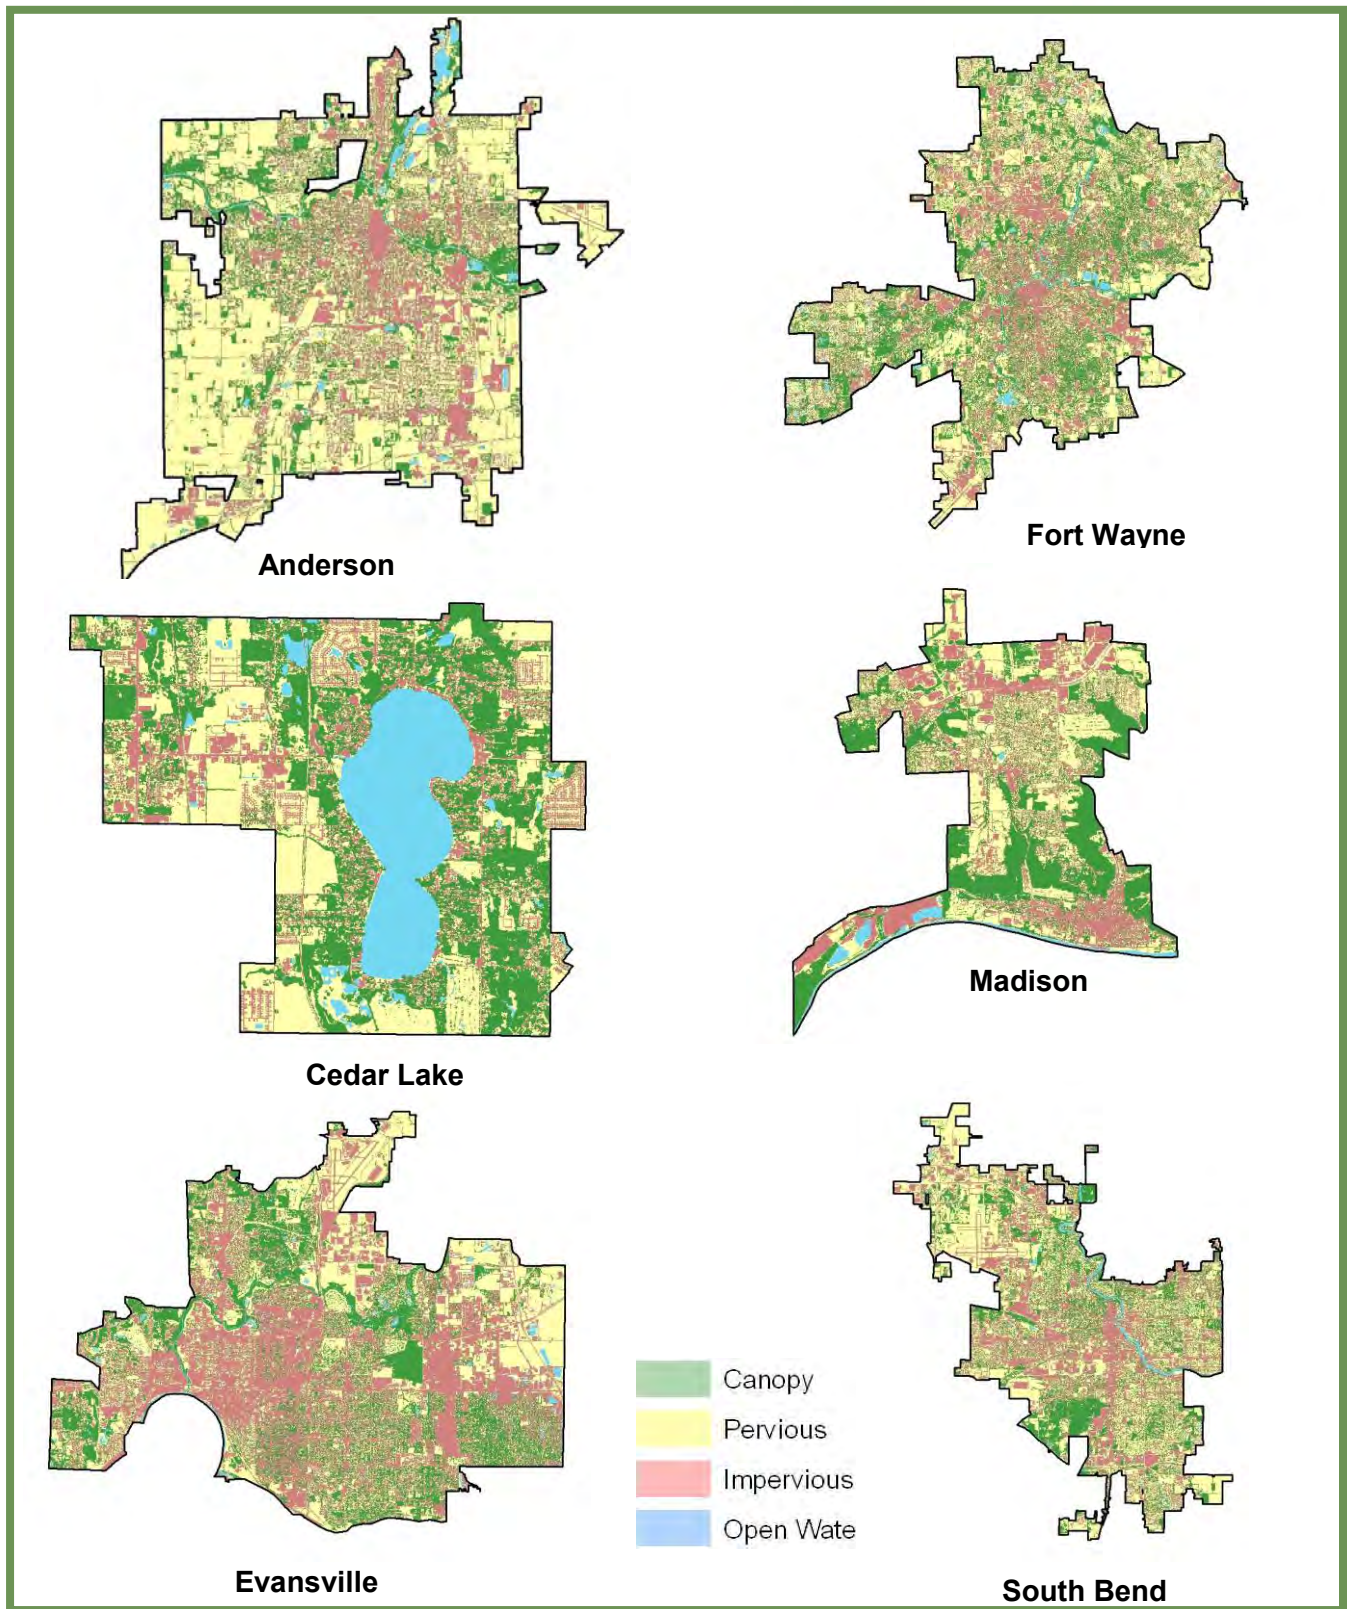 Anderson
Fort Wayne
Cedar Lake
Madison
Canopy
Pervious
Impervious
Open Wate
Evansville
South Bend